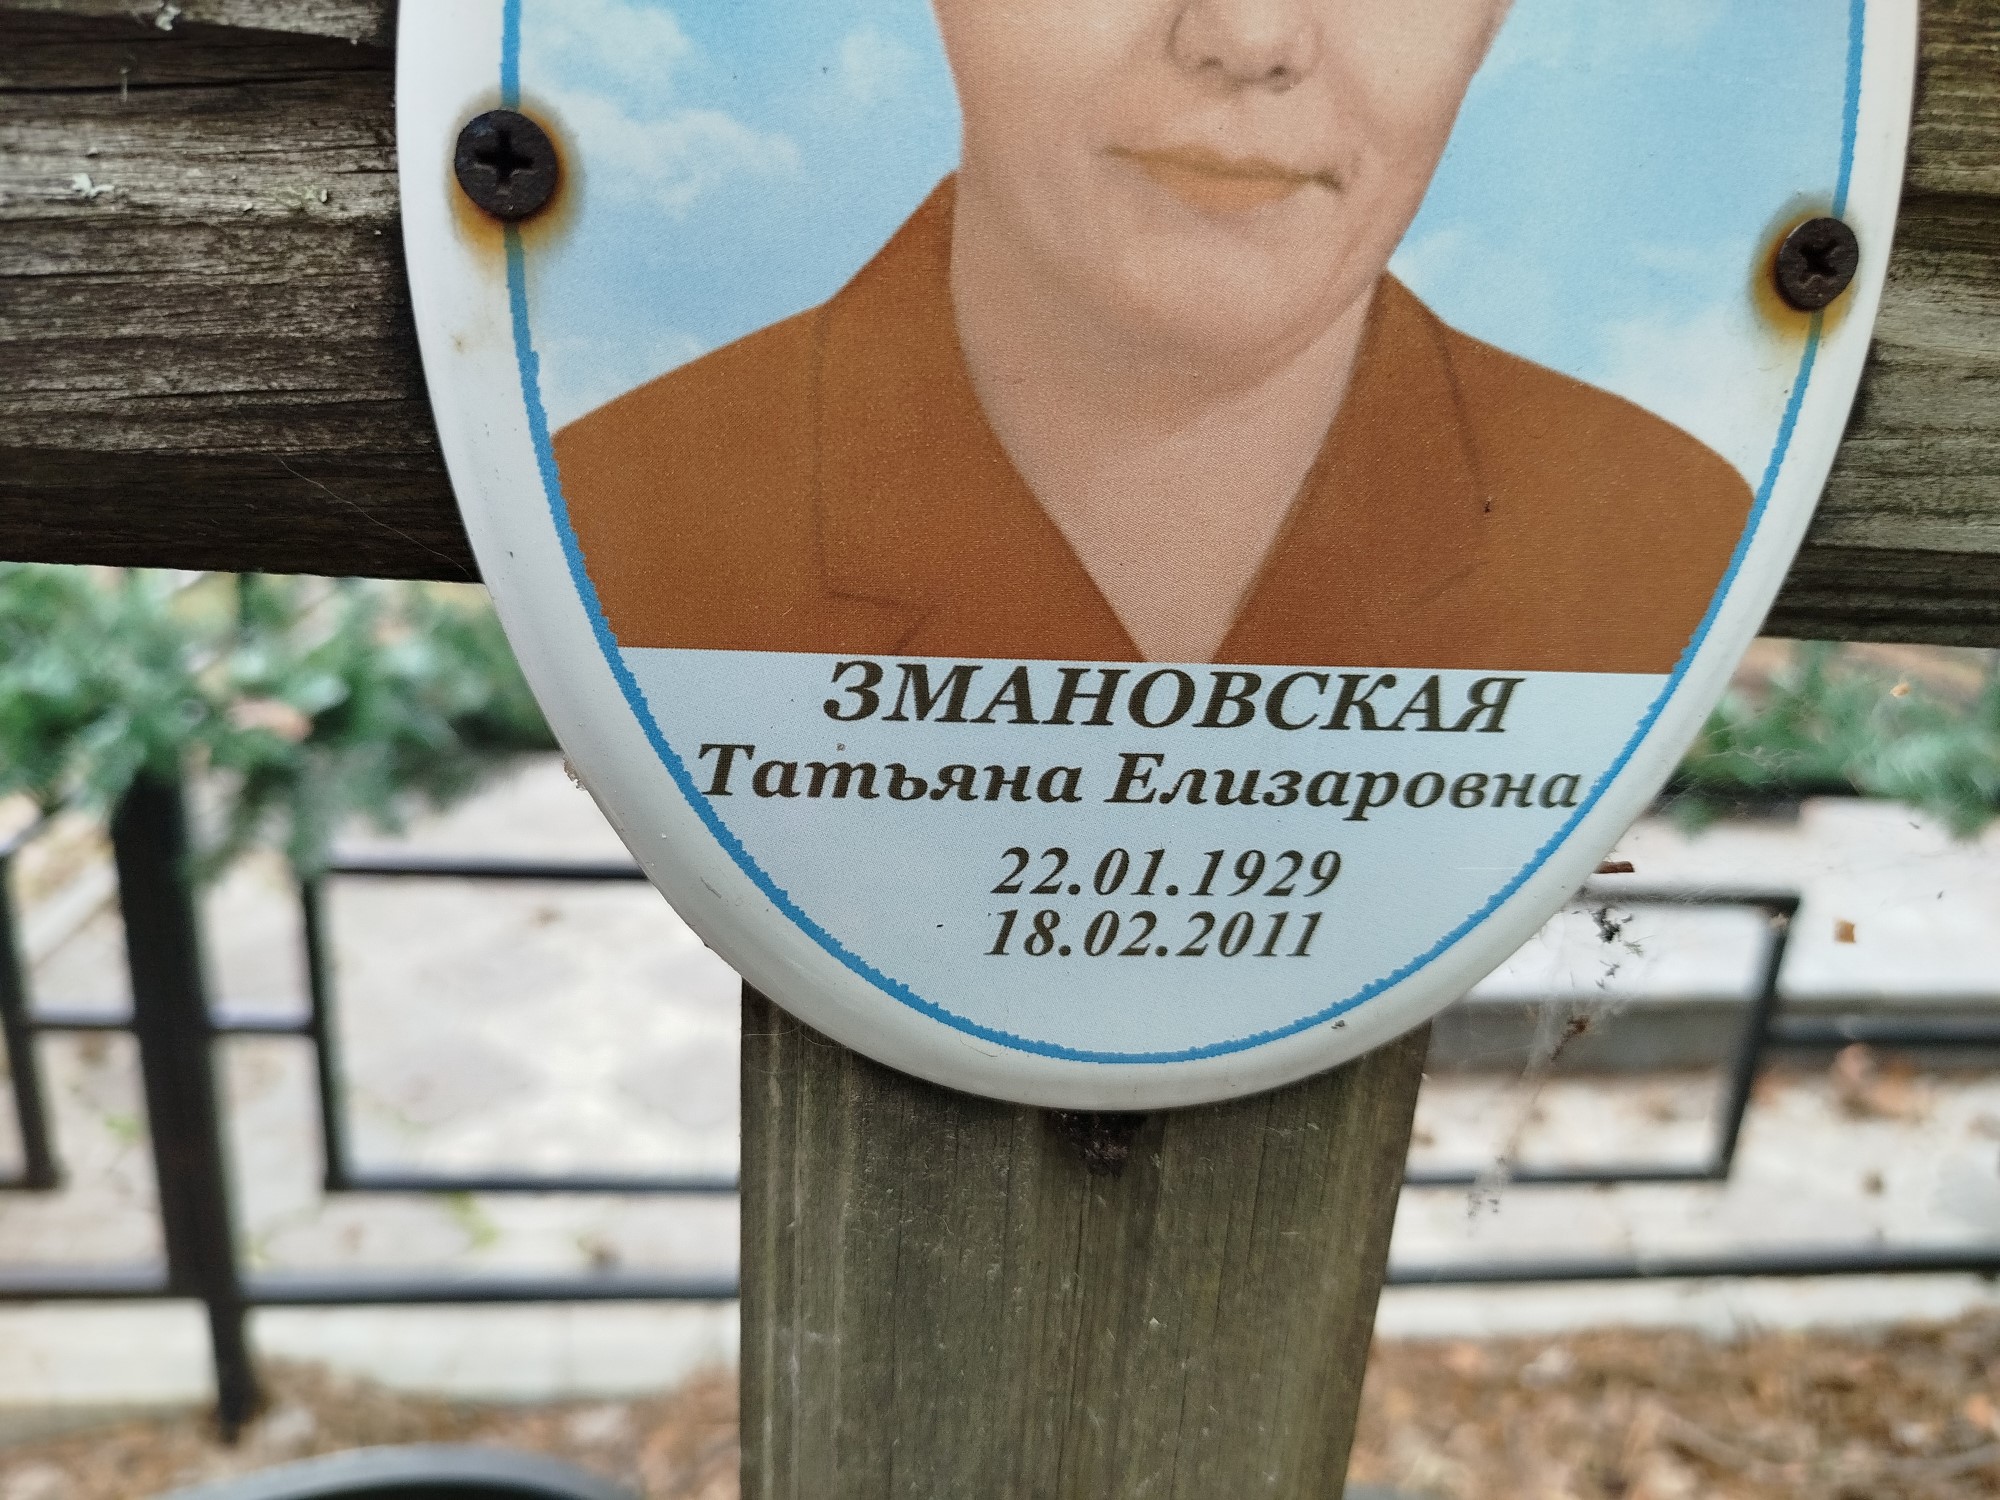 ЗМАНОВСКАЯ
Татьяна Елизаровна
22.01.1929
18.02.2011